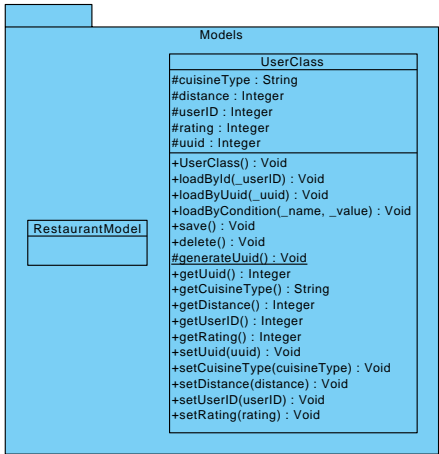 Models
UserClass
#cuisineType : String
#distance : Integer
#userID : Integer
#rating : Integer
#uuid : Integer
+UserClass() : Void
+loadById(_userID) : Void
+loadByUuid(_uuid) : Void
+loadByCondition(_name, _value) : Void
+save() : Void
+delete() : Void
#generateUuid() : Void
+getUuid() : Integer
+getCuisineType() : String
+getDistance() : Integer
+getUserID() : Integer
+getRating() : Integer
+setUuid(uuid) : Void
+setCuisineType(cuisineType) : Void
+setDistance(distance) : Void
+setUserID(userID) : Void
+setRating(rating) : Void
RestaurantModel